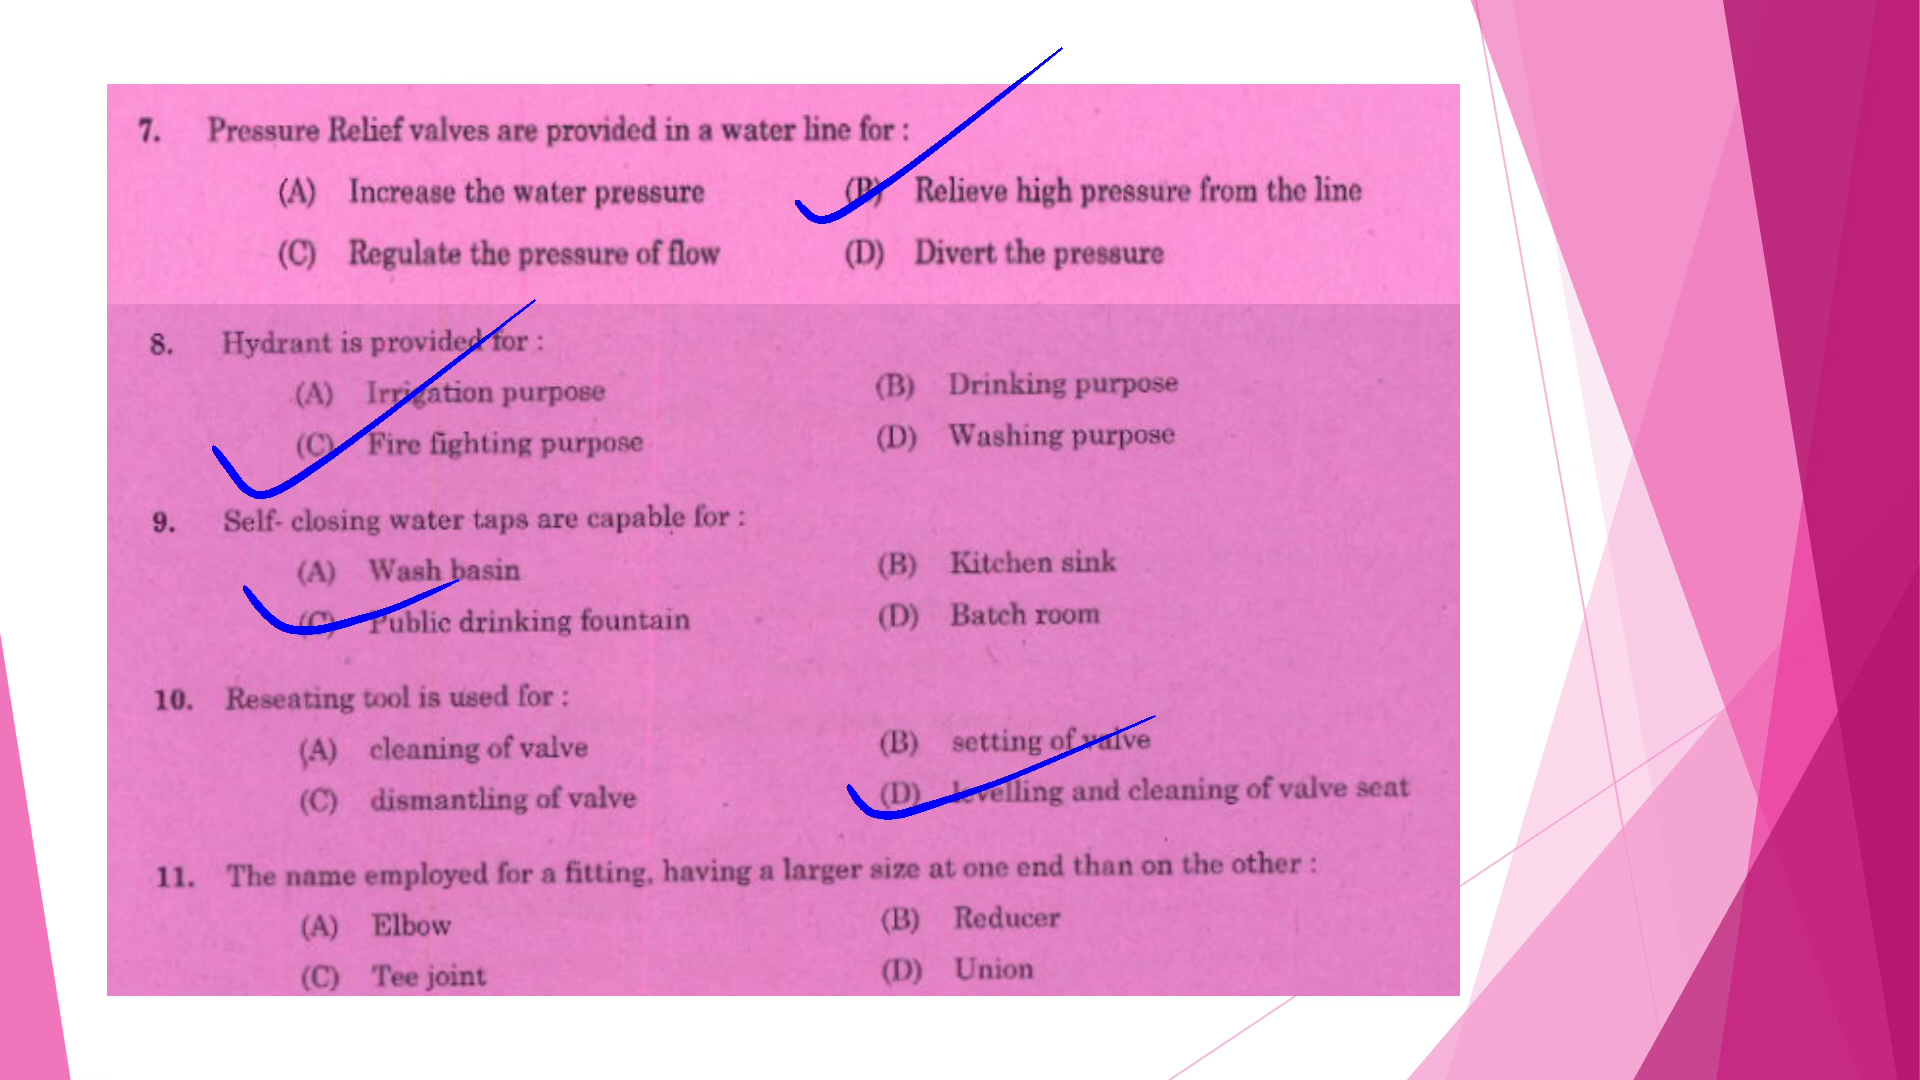 7. Pressure Relief valves are provided in a water line for :
(A) Increase the water pressure (B) Relieve high pressure from the line
(C) Regulate the pressure of flow (D) Divert the pressure
8. Hydrant is provided for :
(A) Irrigation purpose (B) Drinking purpose
(C) Fire fighting purpose (D) Washing purpose
9. Self- closing water taps are capable for :
(A) Wash basin (B) Kitchen sink
(C) Public drinking fountain (D) Batch room
10. Reseating tool is used for :
(A) cleaning of valve (B) setting of valve
(C) dismantling of valve (D) levelling and cleaning of valve seat
11. The name employed for a fitting, having a larger size at one end than on the other :
(A) Elbow (B) Reducer
(C) Tee joint (D) Union